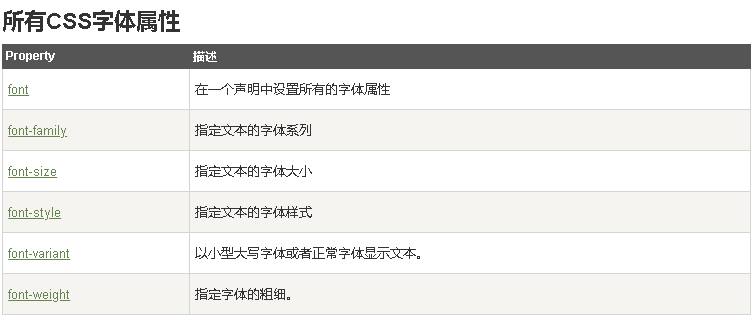 所有CSS字体属性
Property 描述
font 在一个声明中设置所有的字体属性
font-family 指定文本的字体系列
font-size 指定文本的字体大小
font-style 指定文本的字体样式
font-variant 以小型大写字体或者正常字体显示文本。
font-weight 指定字体的粗细。